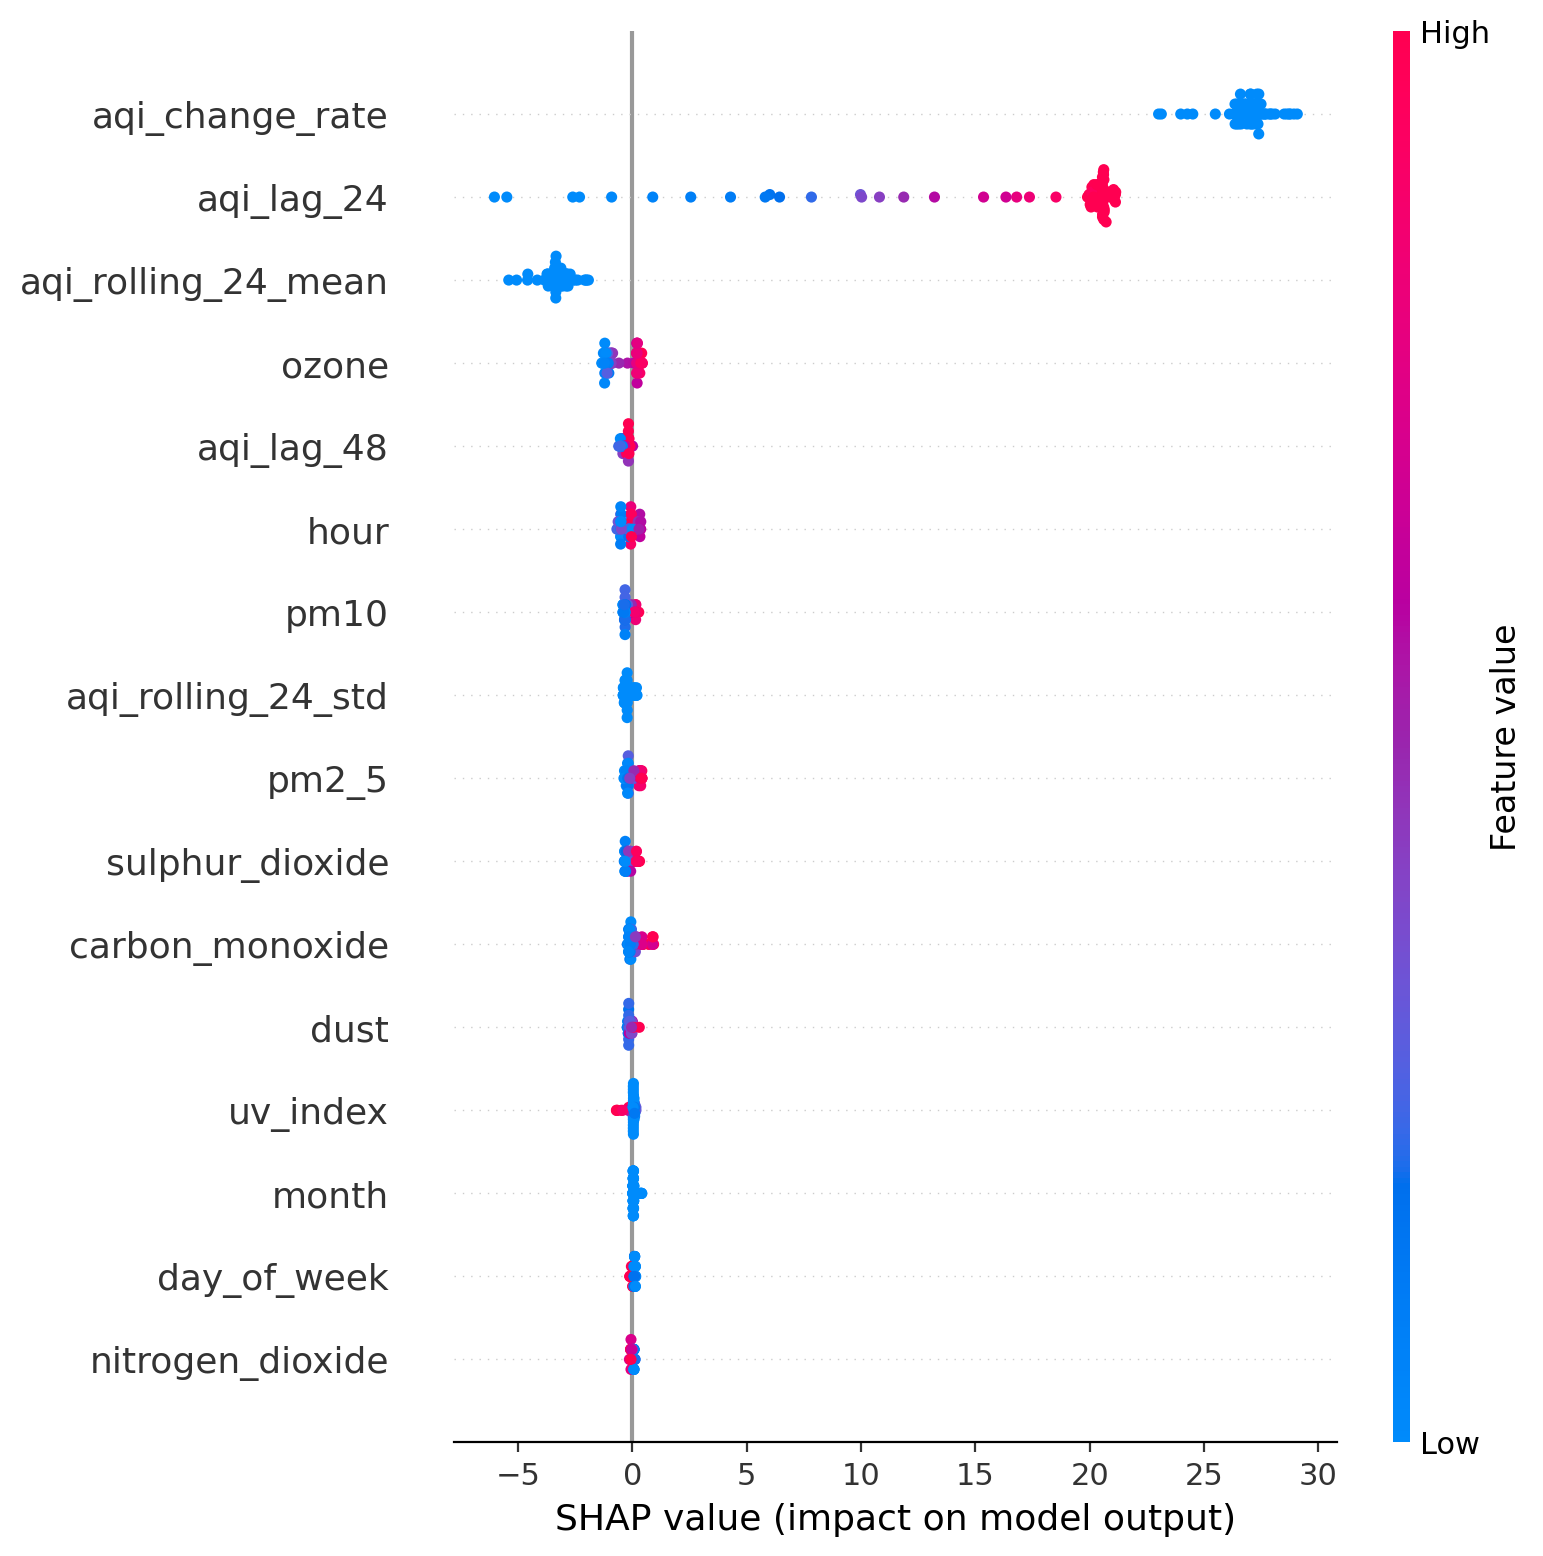 High
aqi_change_rate
aqi_lag_24
aqi_rolling_24_mean
ozone
aqi_lag_48
hour
pm10
aqi_rolling_24_std
pm2_5
sulphur_dioxide
carbon_monoxide
dust
uv_index
month
day_of_week
nitrogen_dioxide
Feature value
Low
−5 0 5 10 15 20 25 30
SHAP value (impact on model output)